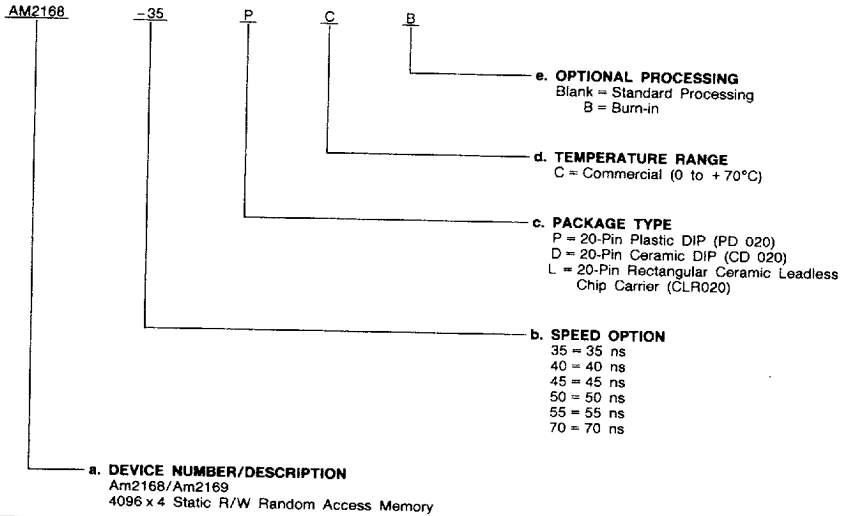 AM2168 -35 P C B
e. OPTIONAL PROCESSING
Blank = Standard Processing
B = Burn-in
d. TEMPERATURE RANGE
C = Commercial (0 to +70°C)
c. PACKAGE TYPE
P = 20-Pin Plastic DIP (PD 020)
D = 20-Pin Ceramic DIP (CD 020)
L = 20-Pin Rectangular Ceramic Leadless
Chip Carrier (CLR020)
b. SPEED OPTION
35 = 35 ns
40 = 40 ns
45 = 45 ns
50 = 50 ns
55 = 55 ns
70 = 70 ns
a. DEVICE NUMBER/DESCRIPTION
Am2168/Am2169
4096 x 4 Static R/W Random Access Memory